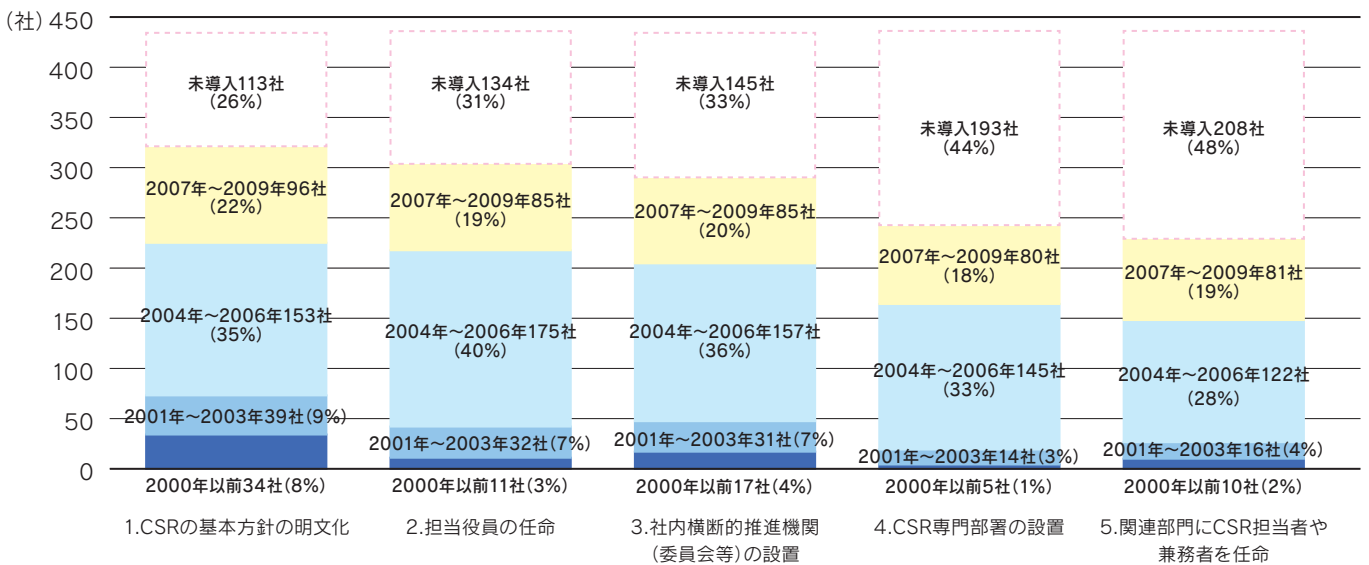 （社）
450
400
350
300
250
200
150
100
50
0
未導入113社
（26%）
2007年～2009年96社
（22%）
2004年～2006年153社
（35%）
2001年～2003年39社（9%）
2000年以前34社（8%）
1.CSRの基本方針の明文化
未導入134社
（31%）
2007年～2009年85社
（19%）
2004年～2006年175社
（40%）
2001年～2003年32社（7%）
2000年以前11社（3%）
2.担当役員の任命
未導入145社
（33%）
2007年～2009年85社
（20%）
2004年～2006年157社
（36%）
2001年～2003年31社（7%）
2000年以前17社（4%）
3.社内横断的推進機関
（委員会等）の設置
未導入193社
（44%）
2007年～2009年80社
（18%）
2004年～2006年145社
（33%）
2001年～2003年14社（3%）
2000年以前5社（1%）
4.CSR専門部署の設置
未導入208社
（48%）
2007年～2009年81社
（19%）
2004年～2006年122社
（28%）
2001年～2003年16社（4%）
2000年以前10社（2%）
5.関連部門にCSR担当者や
兼務者を任命